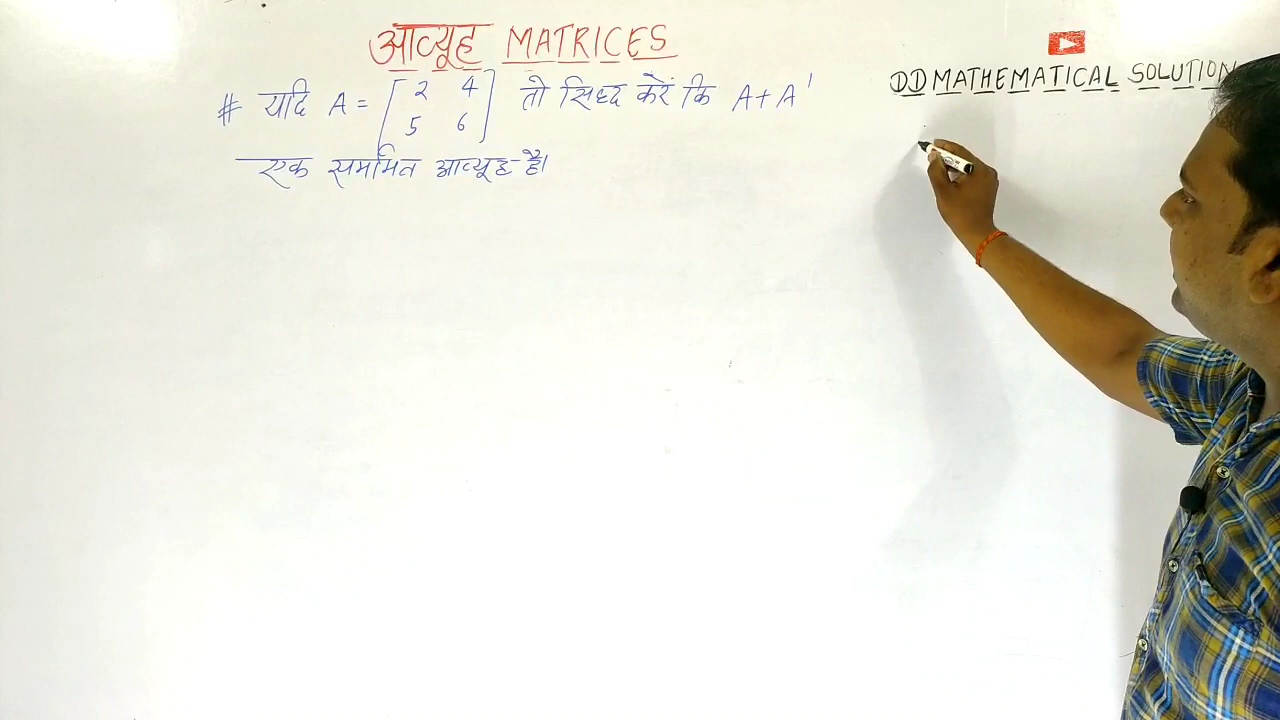 आव्यूह MATRICES
DD MATHEMATICAL SOLUTION
# यदि A = [ 2 4 तो सिध्द करें कि A+A'
5 6 ]
एक सममित आव्यूह है।